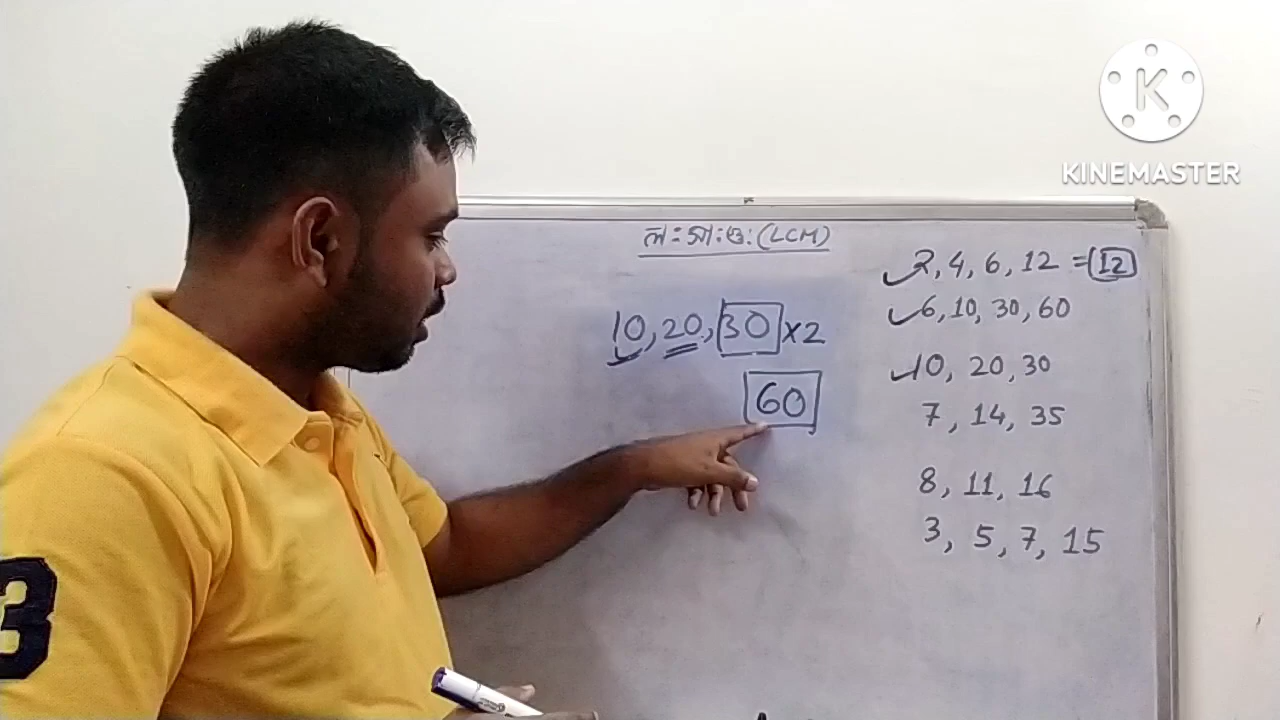 ল: সা: গু: (LCM)
10, 20, 30 x 2
60
2, 4, 6, 12 = 12
6, 10, 30, 60
10, 20, 30
7, 14, 35
8, 11, 16
3, 5, 7, 15
K
KINEMASTER
3